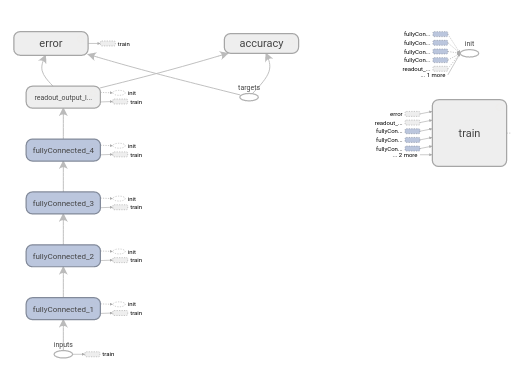 error
train
accuracy
targets
readout_output_l...
init
train
fullyConnected_4
init
train
fullyConnected_3
init
train
fullyConnected_2
init
train
fullyConnected_1
init
train
inputs
train
fullyCon...
fullyCon...
fullyCon...
fullyCon...
readout_...
... 1 more
init
error
readout_...
fullyCon...
fullyCon...
fullyCon...
... 2 more
train